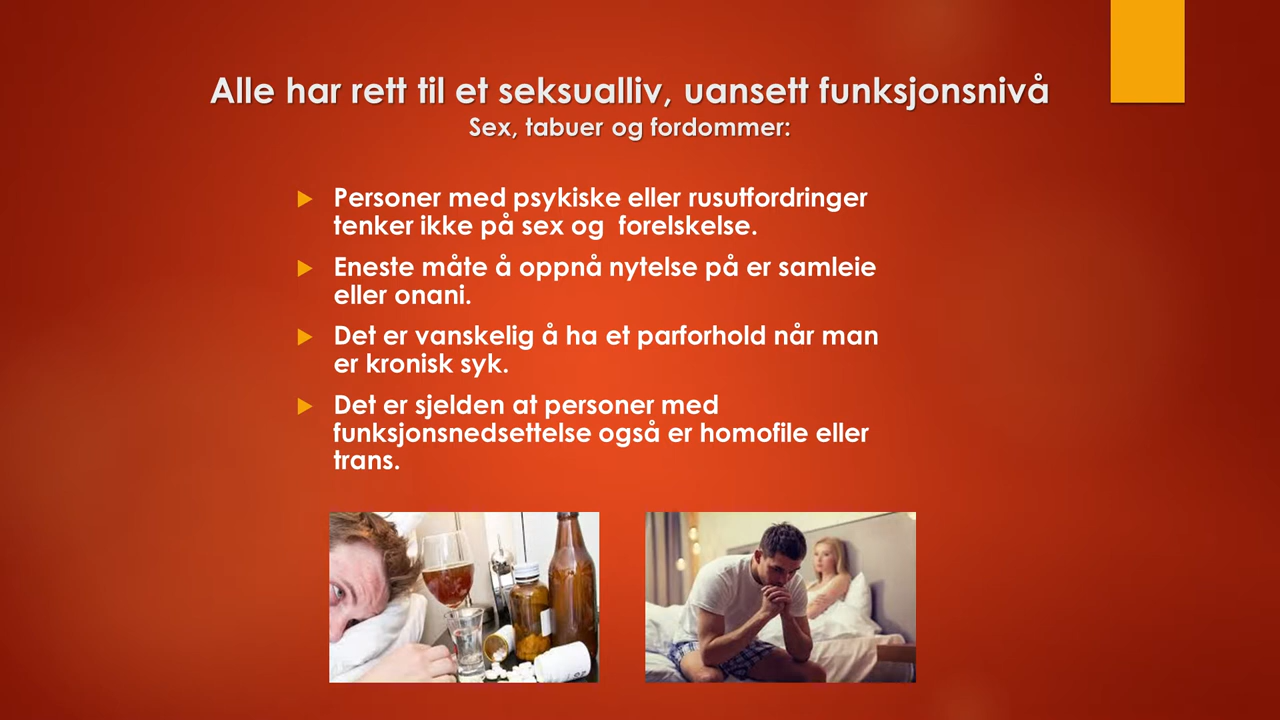 Alle har rett til et seksualliv, uansett funksjonsnivå
Sex, tabuer og fordommer:
Personer med psykiske eller rusutfordringer
tenker ikke på sex og  forelskelse.
Eneste måte å oppnå nytelse på er samleie
eller onani.
Det er vanskelig å ha et parforhold når man
er kronisk syk.
Det er sjelden at personer med
funksjonsnedsettelse også er homofile eller
trans.